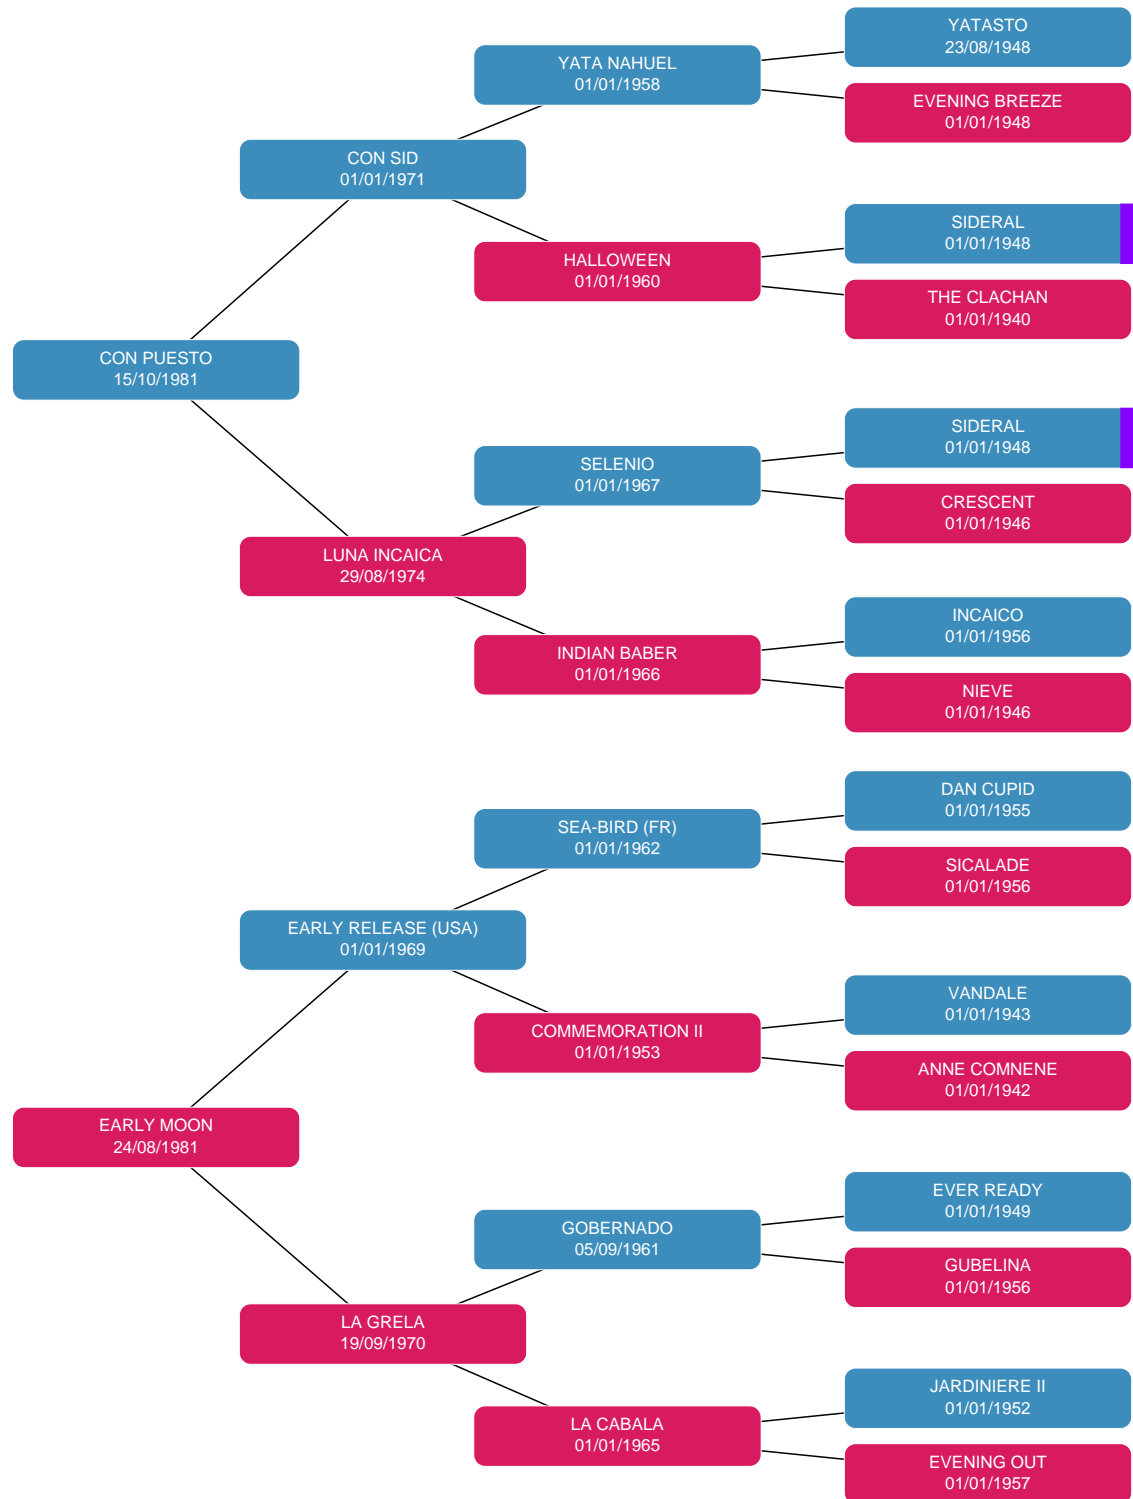 YATASTO
23/08/1948
YATA NAHUEL
01/01/1958
EVENING BREEZE
01/01/1948
CON SID
01/01/1971
SIDERAL
01/01/1948
HALLOWEEN
01/01/1960
THE CLACHAN
01/01/1940
CON PUESTO
15/10/1981
SIDERAL
01/01/1948
SELENIO
01/01/1967
CRESCENT
01/01/1946
LUNA INCAICA
29/08/1974
INCAICO
01/01/1956
INDIAN BABER
01/01/1966
NIEVE
01/01/1946
DAN CUPID
01/01/1955
SEA-BIRD (FR)
01/01/1962
SICALADE
01/01/1956
EARLY RELEASE (USA)
01/01/1969
VANDALE
01/01/1943
COMMEMORATION II
01/01/1953
ANNE COMNENE
01/01/1942
EARLY MOON
24/08/1981
EVER READY
01/01/1949
GOBERNADO
05/09/1961
GUBELINA
01/01/1956
LA GRELA
19/09/1970
JARDINIERE II
01/01/1952
LA CABALA
01/01/1965
EVENING OUT
01/01/1957